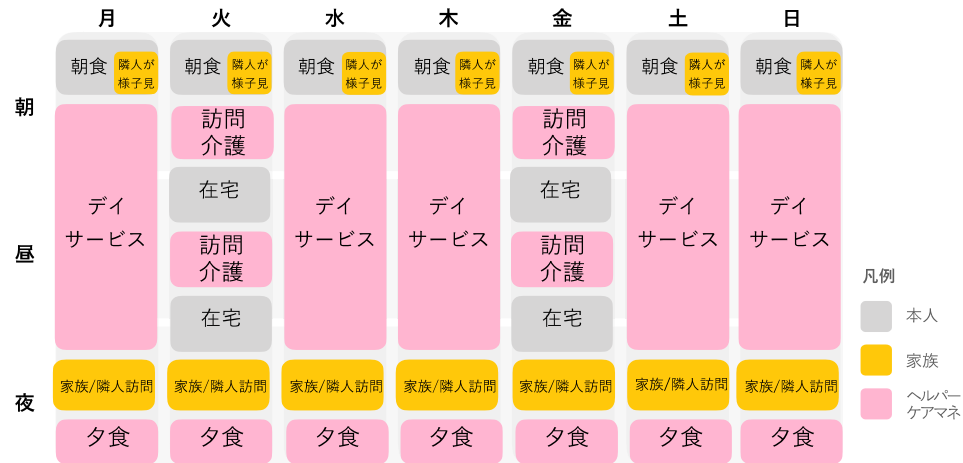 月 火 水 木 金 土 日
朝食 隣人が 朝食 隣人が 朝食 隣人が 朝食 隣人が 朝食 隣人が 朝食 隣人が 朝食 隣人が
様子見 様子見 様子見 様子見 様子見 様子見 様子見
朝
訪問 訪問
介護 介護
在宅 在宅
デイ デイ デイ デイ デイ
サービス サービス サービス サービス サービス
昼
訪問 訪問
介護 介護
在宅 在宅
家族/隣人訪問 家族/隣人訪問 家族/隣人訪問 家族/隣人訪問 家族/隣人訪問 家族/隣人訪問 家族/隣人訪問
夜
夕食 夕食 夕食 夕食 夕食 夕食 夕食
凡例
本人
家族
ヘルパー
ケアマネ